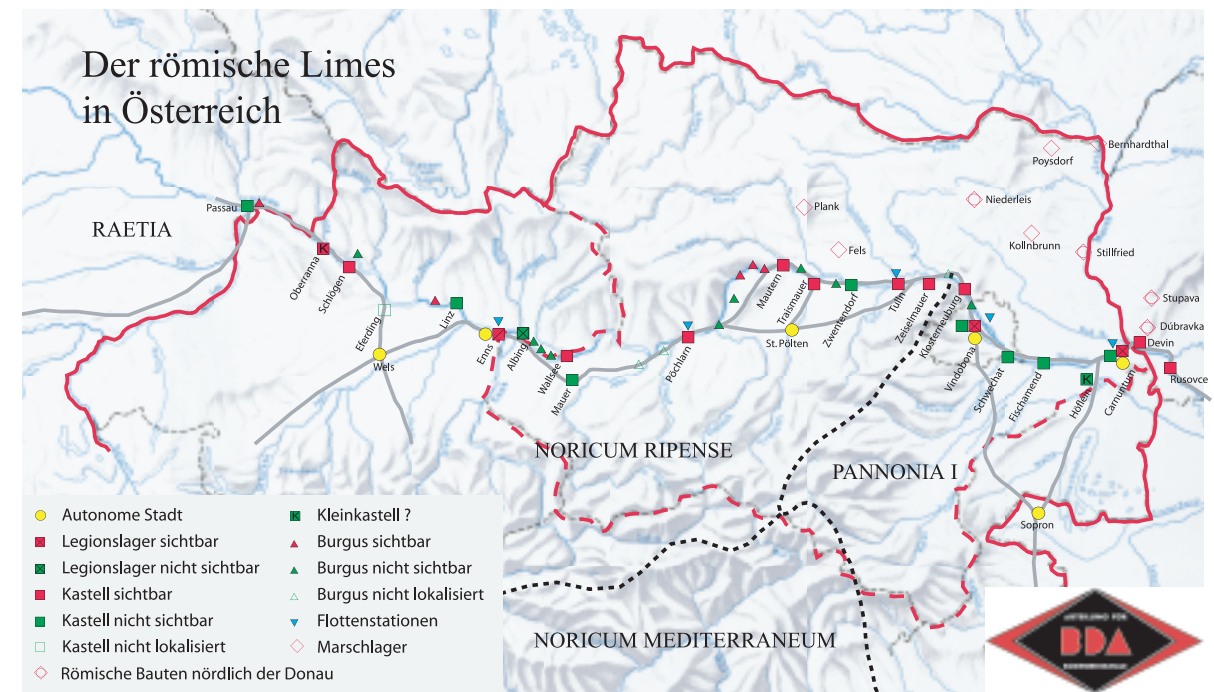 Der römische Limes
in Österreich
RAETIA
Passau
Oberranna
Schlögen
Eferding
Wels
Linz
Enns
Albing
Wallsee
Mauer
Pöchlarn
St. Pölten
Mautern
Traismauer
Zwentendorf
Tulln
Zeiselmauer
Klosterneuburg
Vindobona
Schwechat
Fischamend
Höflein
Carnuntum
Devin
Rusovce
Dúbravka
Stupava
Stillfried
Kollnbrunn
Niederleis
Poysdorf
Bernhardthal
Plank
Fels
Sopron
NORICUM RIPENSE
PANNONIA I
NORICUM MEDITERRANEUM
Autonome Stadt
Legionslager sichtbar
Legionslager nicht sichtbar
Kastell sichtbar
Kastell nicht sichtbar
Kastell nicht lokalisiert
Römische Bauten nördlich der Donau
K Kleinkastell ?
Burgus sichtbar
Burgus nicht sichtbar
Burgus nicht lokalisiert
Flottenstationen
Marschlager
K
K
BDA